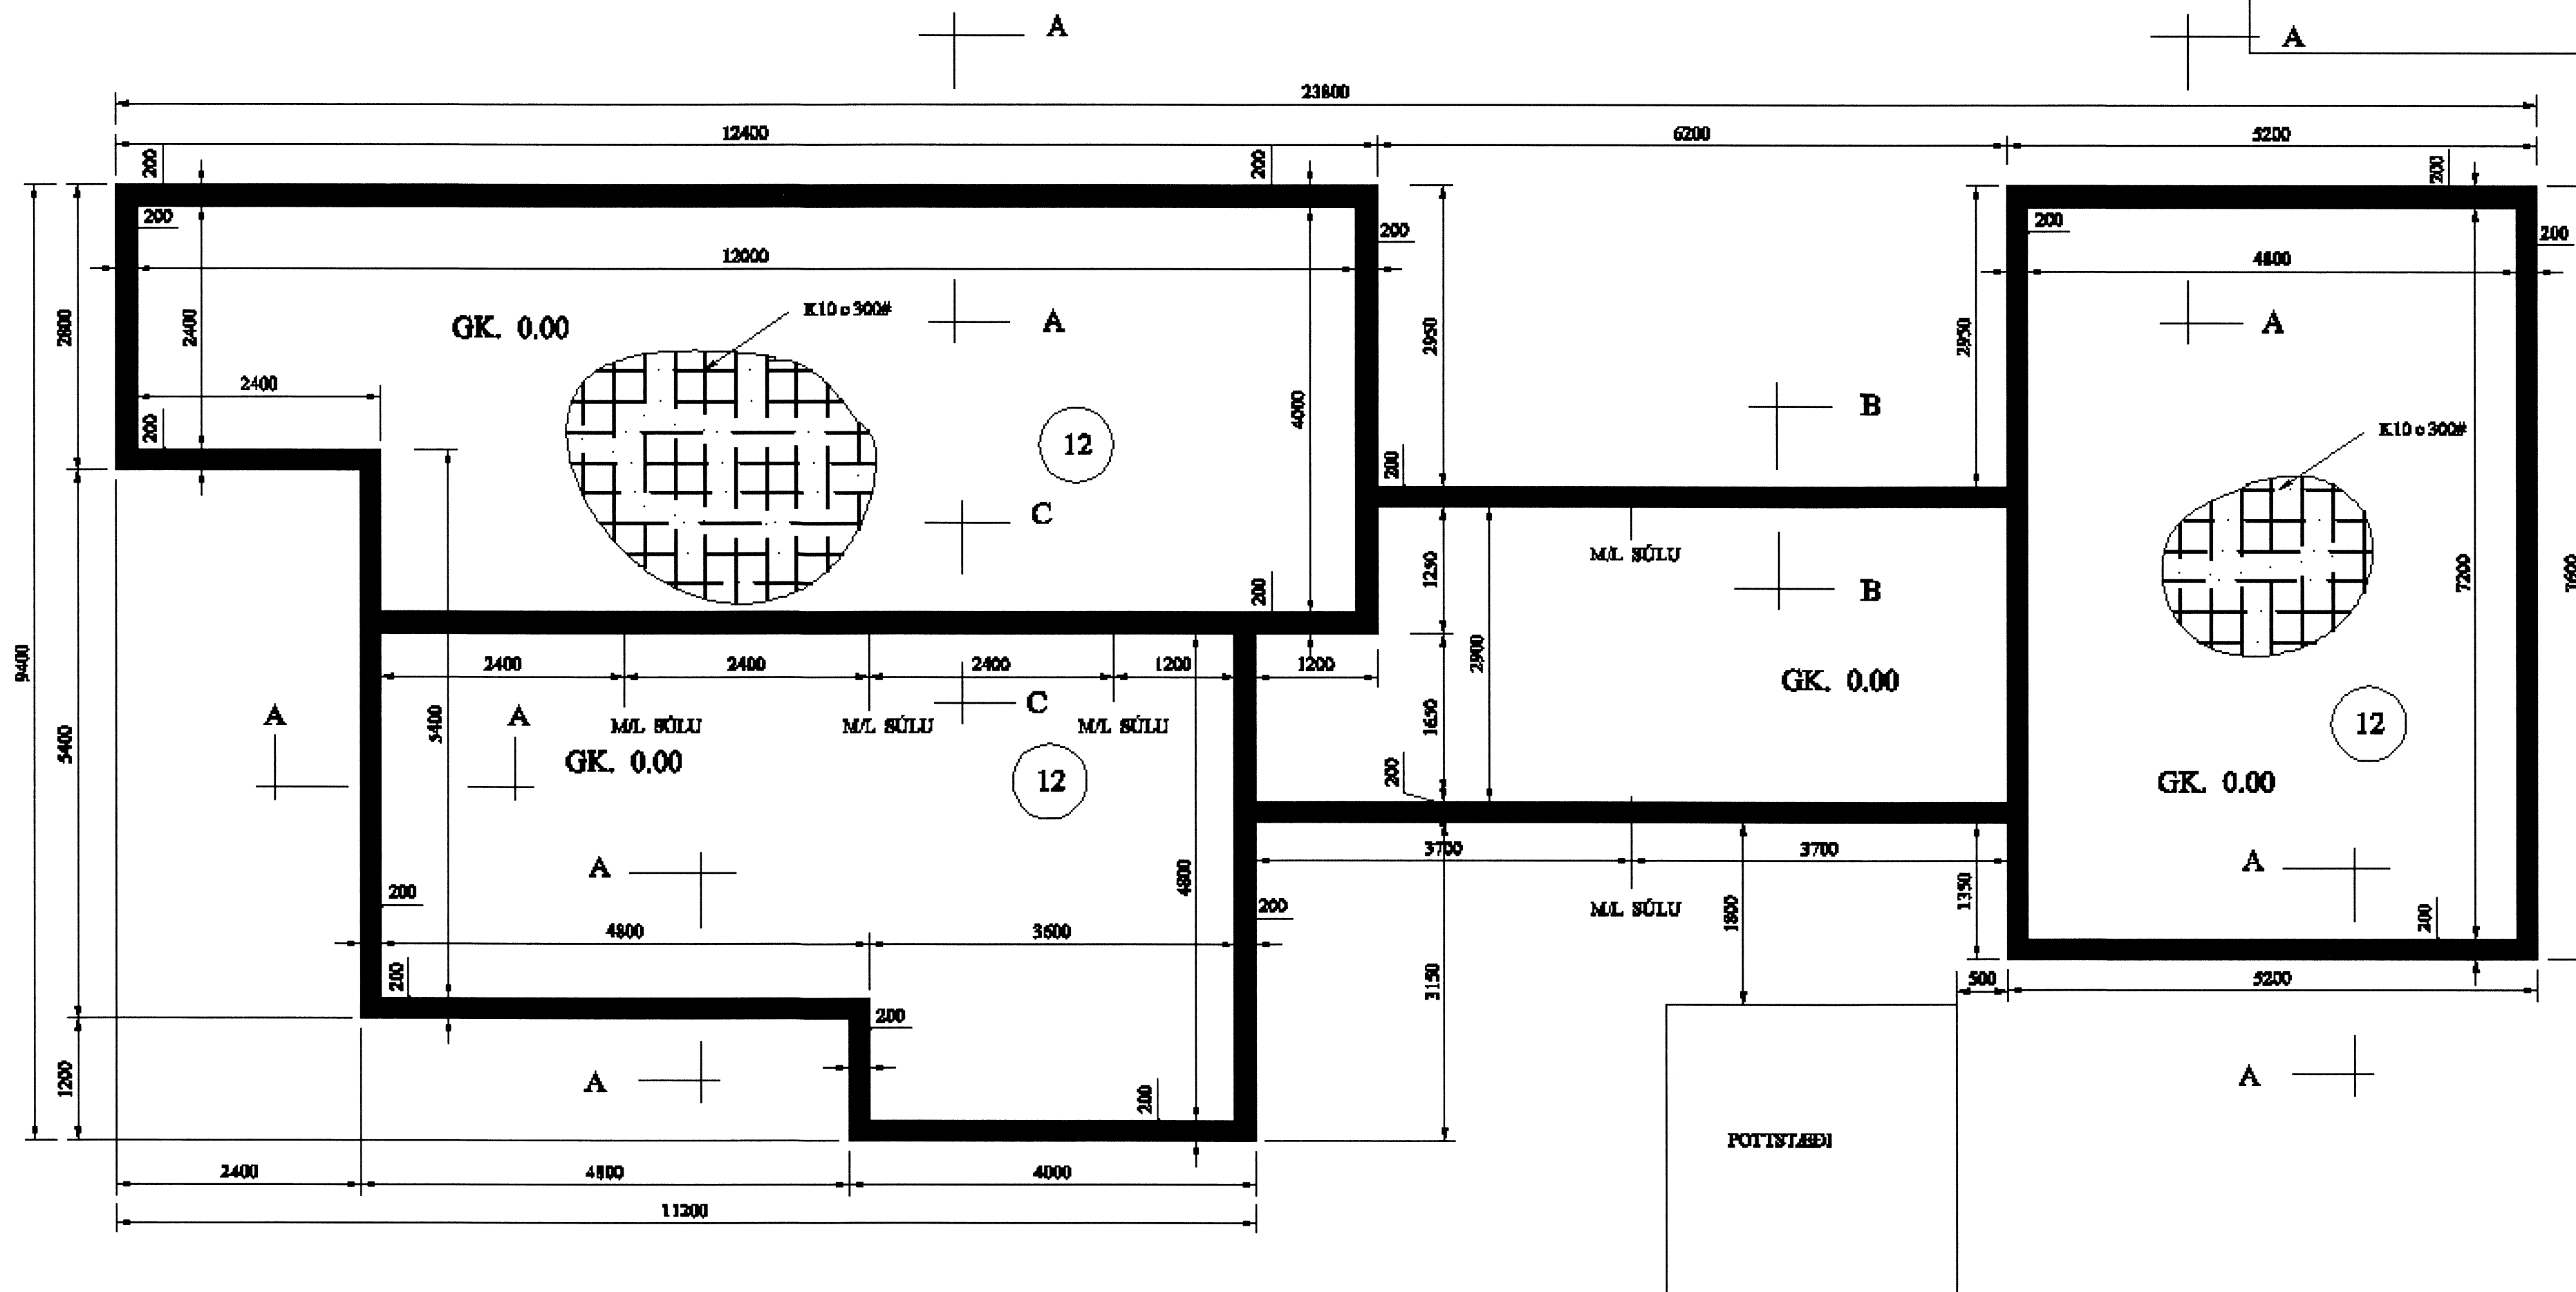 A
A
23800
12400
6200
5200
200
200
200
200
200
200
200
12000
4800
2800
2400
GK. 0.00
K10 c 300#
A
2950
2950
A
2400
200
4000
12
B
K10 c 300#
200
C
200
1250
M/L SÚLU
B
7200
7600
9400
2400
2400
2400
1200
1200
2900
GK. 0.00
5400
5400
A
A
M/L SÚLU
M/L SÚLU
M/L SÚLU
C
1650
12
GK. 0.00
12
200
GK. 0.00
A
4800
3700
3700
A
200
200
1350
4800
3600
M/L SÚLU
1800
200
200
200
3150
500
5200
1200
A
200
A
POTTSTÆÐI
2400
4800
4000
11200